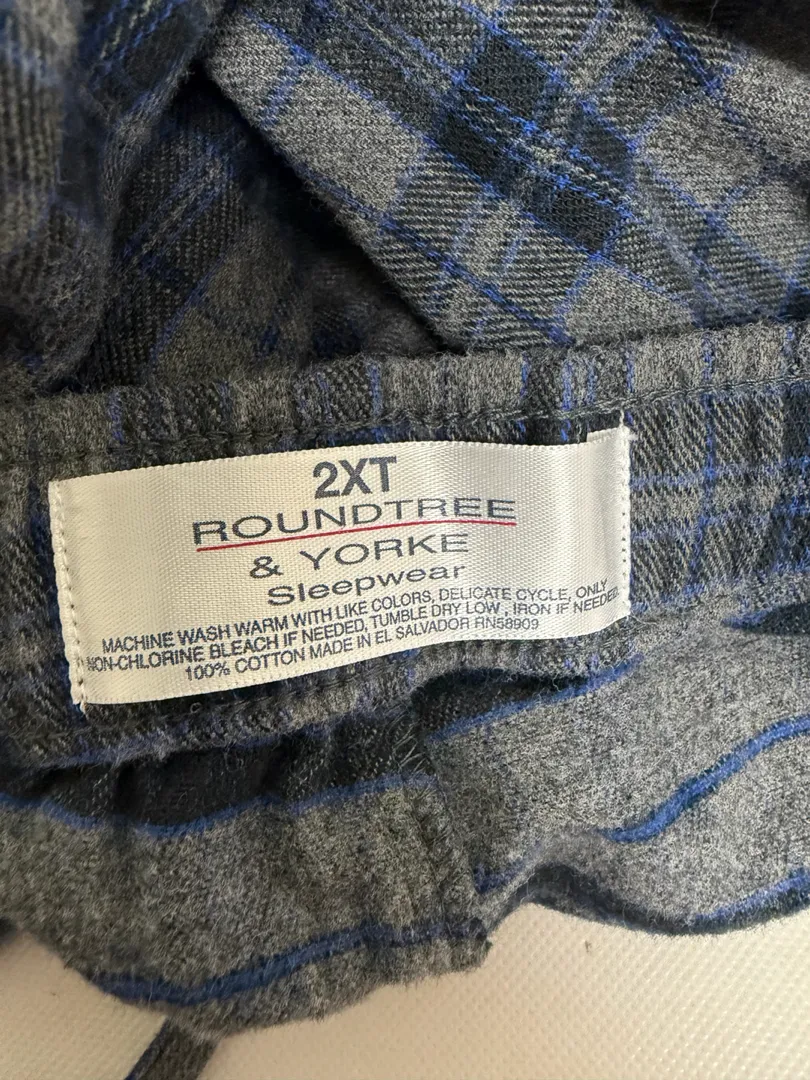 2XT
ROUNDTREE
& YORKE
Sleepwear
MACHINE WASH WARM WITH LIKE COLORS, DELICATE CYCLE, ONLY
NON-CHLORINE BLEACH IF NEEDED, TUMBLE DRY LOW , IRON IF NEEDED.
100% COTTON MADE IN EL SALVADOR RN58909